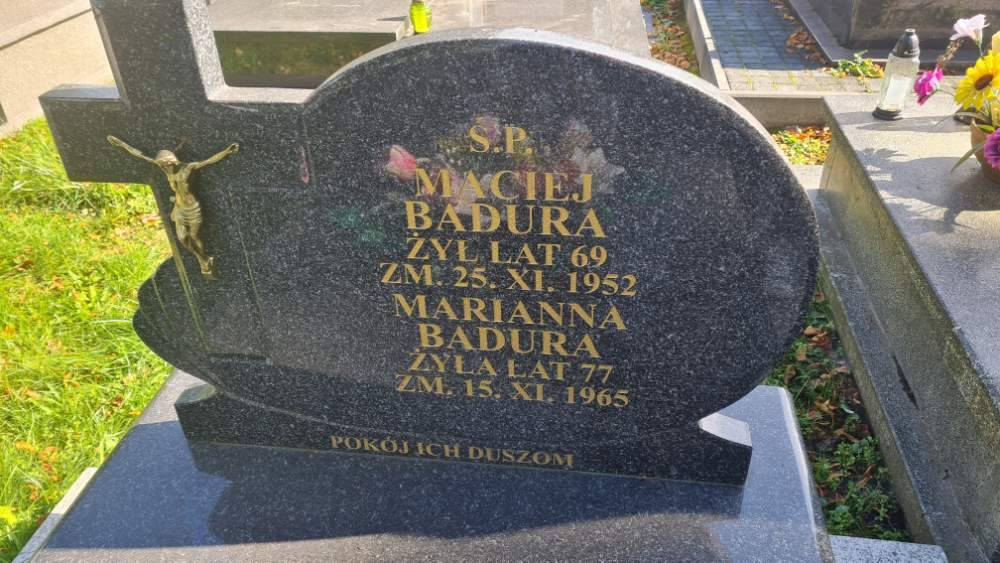 Ś.P.
MACIEJ
BADURA
ŻYŁ LAT 69
ZM. 25. XI. 1952
MARIANNA
BADURA
ŻYŁA LAT 77
ZM. 15. XI. 1965
POKÓJ ICH DUSZOM